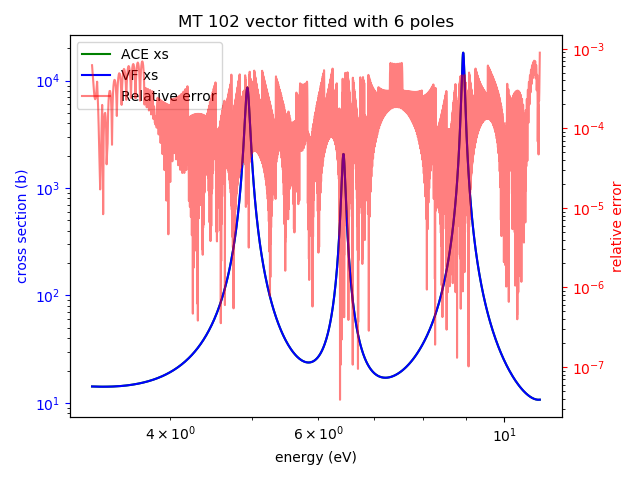 MT 102 vector fitted with 6 poles
ACE xs
VF xs
Relative error
cross section (b)
10⁴
10³
10²
10¹
relative error
10⁻³
10⁻⁴
10⁻⁵
10⁻⁶
10⁻⁷
4 × 10⁰
6 × 10⁰
10¹
energy (eV)